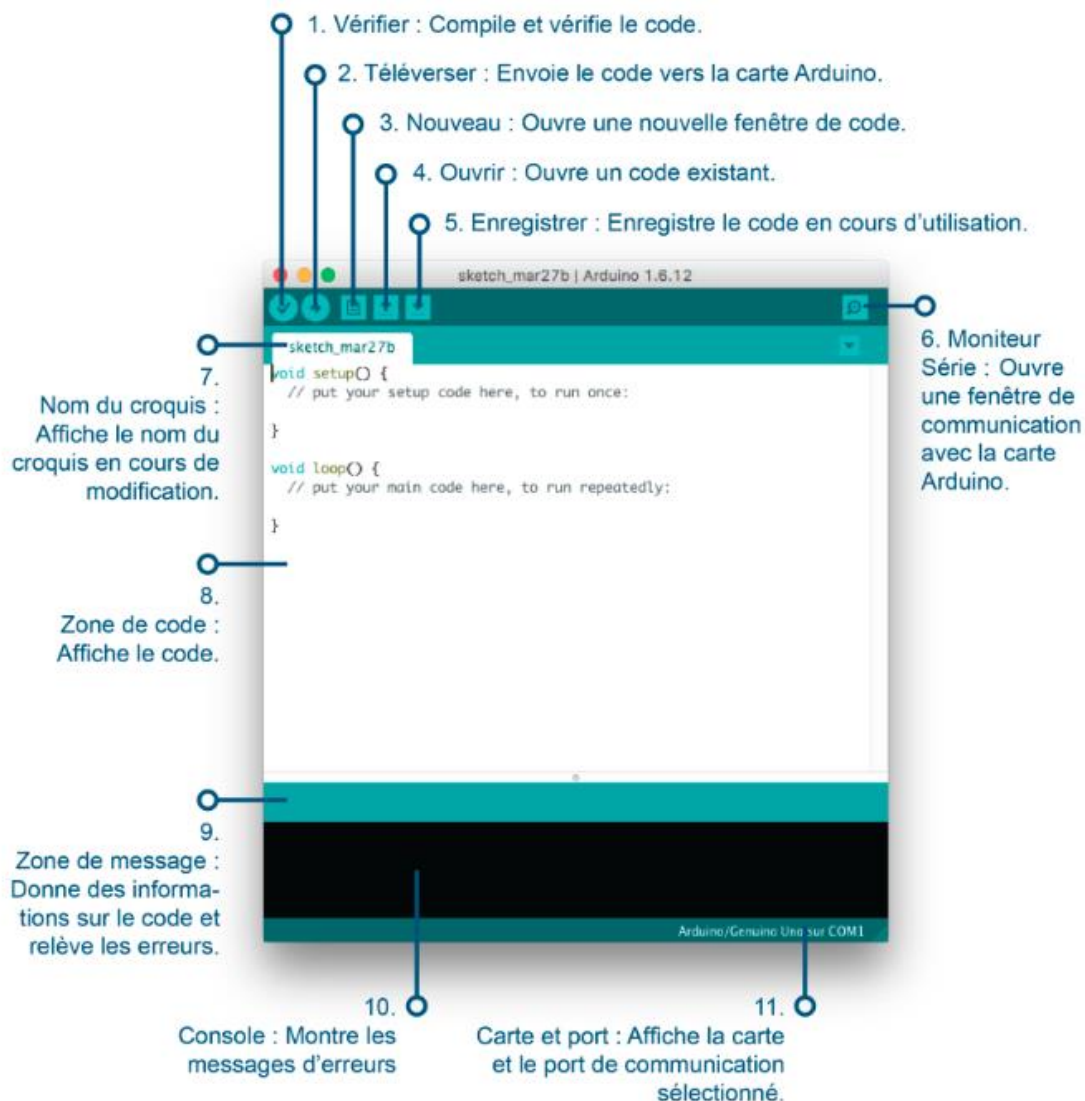 1. Vérifier : Compile et vérifie le code.
2. Téléverser : Envoie le code vers la carte Arduino.
3. Nouveau : Ouvre une nouvelle fenêtre de code.
4. Ouvrir : Ouvre un code existant.
5. Enregistrer : Enregistre le code en cours d'utilisation.
sketch_mar27b | Arduino 1.6.12
sketch_mar27b
void setup() {
// put your setup code here, to run once:
}
void loop() {
// put your main code here, to run repeatedly:
}
6. Moniteur
Série : Ouvre
une fenêtre de
communication
avec la carte
Arduino.
7.
Nom du croquis :
Affiche le nom du
croquis en cours de
modification.
8.
Zone de code :
Affiche le code.
9.
Zone de message :
Donne des informa-
tions sur le code et
relève les erreurs.
Arduino/Genuino Uno sur COM1
10.
Console : Montre les
messages d'erreurs
11.
Carte et port : Affiche la carte
et le port de communication
sélectionné.